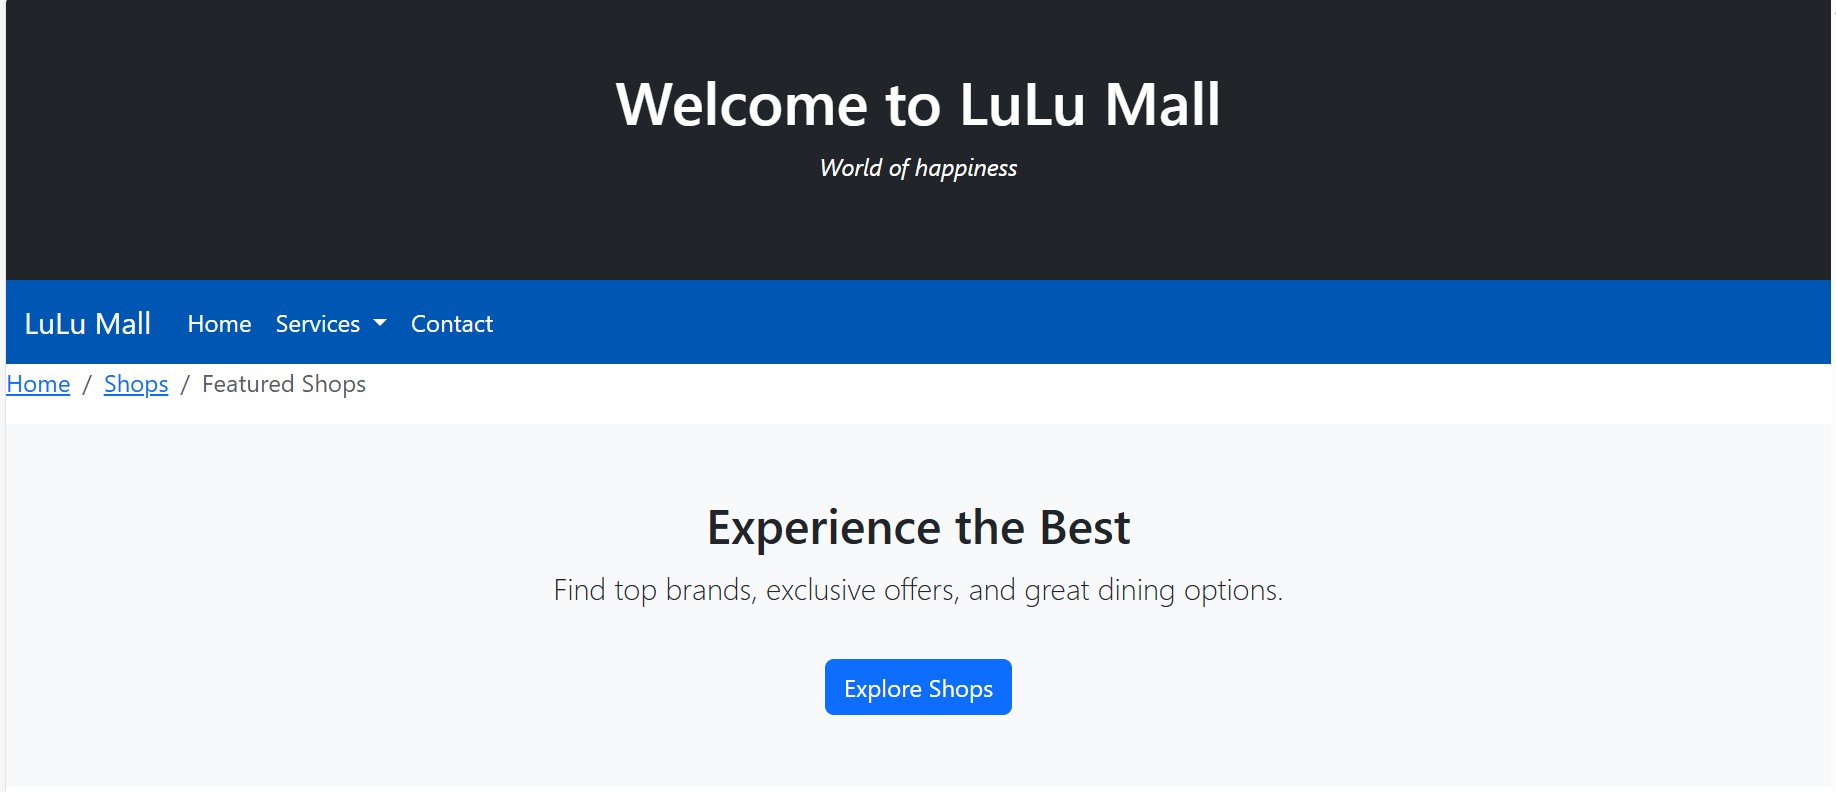 Welcome to LuLu Mall
World of happiness
LuLu Mall Home Services Contact
Home / Shops / Featured Shops
Experience the Best
Find top brands, exclusive offers, and great dining options.
Explore Shops